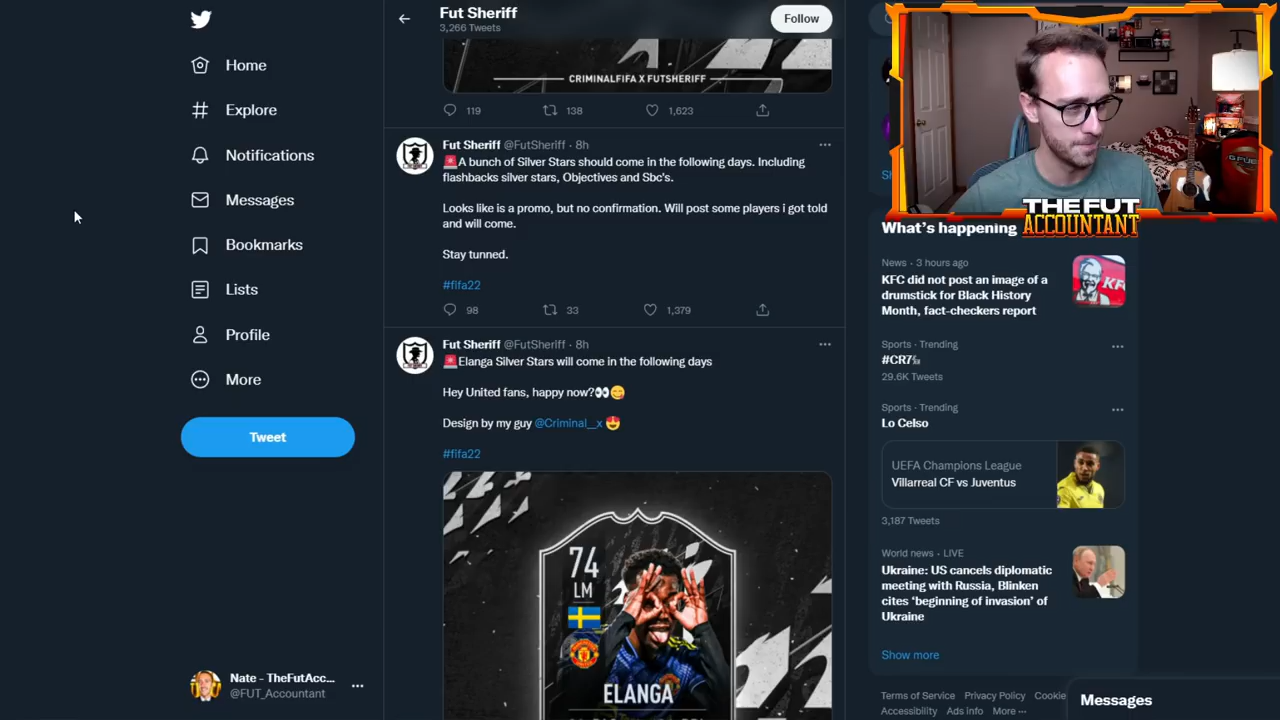 Home
Explore
Notifications
Messages
Bookmarks
Lists
Profile
More
Tweet
Nate - TheFutAcc...
@FUT_Accountant
Fut Sheriff
3,266 Tweets
Follow
CRIMINALFIFA X FUTSHERIFF
119 138 1,623
Fut Sheriff @FutSheriff · 8h
🚨A bunch of Silver Stars should come in the following days. Including
flashbacks silver stars, Objectives and Sbc's.
Looks like is a promo, but no confirmation. Will post some players i got told
and will come.
Stay tunned.
#fifa22
98 33 1,379
Fut Sheriff @FutSheriff · 8h
🚨Elanga Silver Stars will come in the following days
Hey United fans, happy now?👀😋
Design by my guy @Criminal__x 😍
#fifa22
74
LM
ELANGA
THE FUT
ACCOUNTANT
What's happening
News · 3 hours ago
KFC did not post an image of a
drumstick for Black History
Month, fact-checkers report
Sports · Trending
#CR7
29.6K Tweets
Sports · Trending
Lo Celso
UEFA Champions League
Villarreal CF vs Juventus
3,187 Tweets
World news · LIVE
Ukraine: US cancels diplomatic
meeting with Russia, Blinken
cites 'beginning of invasion' of
Ukraine
Show more
Terms of Service Privacy Policy Cookie
Accessibility Ads info More ···
Messages